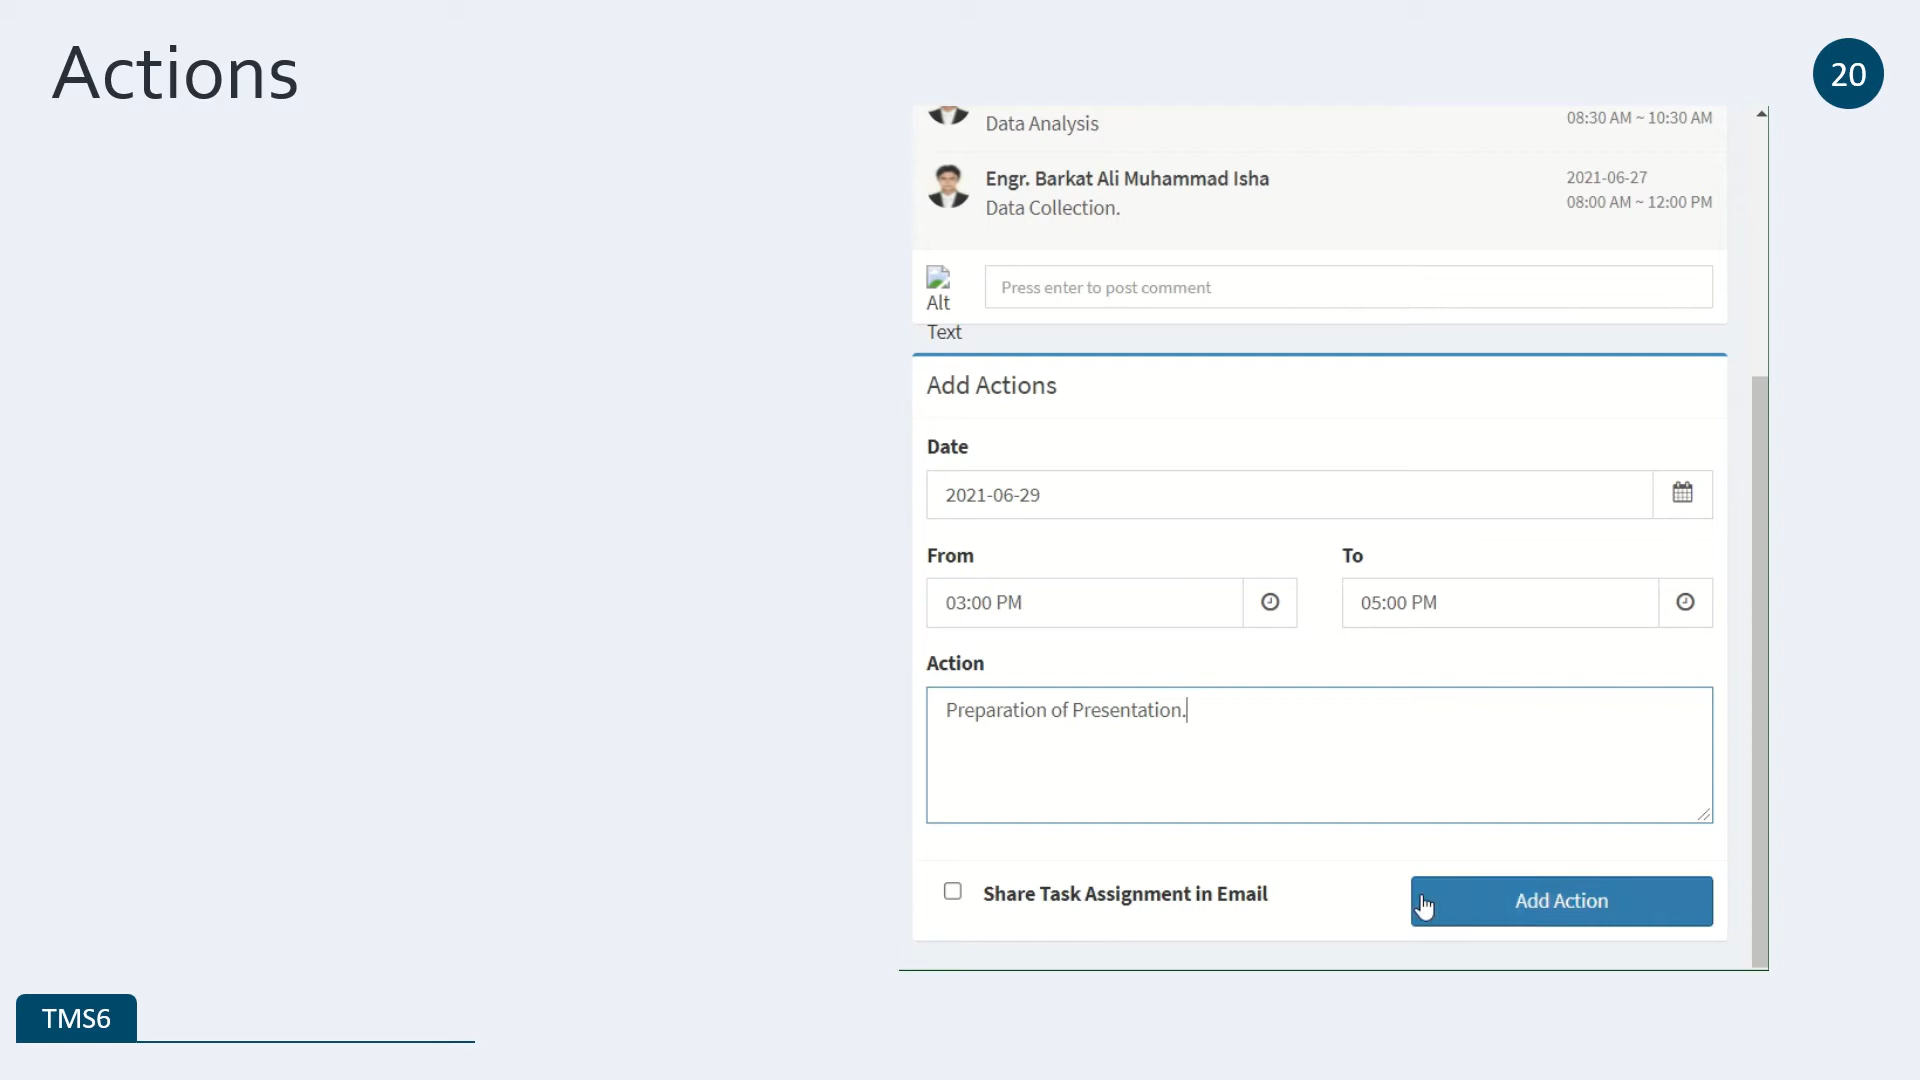 Actions
20
Data Analysis
08:30 AM ~ 10:30 AM
Engr. Barkat Ali Muhammad Isha
2021-06-27
Data Collection.
08:00 AM ~ 12:00 PM
Alt
Text
Press enter to post comment
Add Actions
Date
2021-06-29
From
To
03:00 PM
05:00 PM
Action
Preparation of Presentation.
Share Task Assignment in Email
Add Action
TMS6